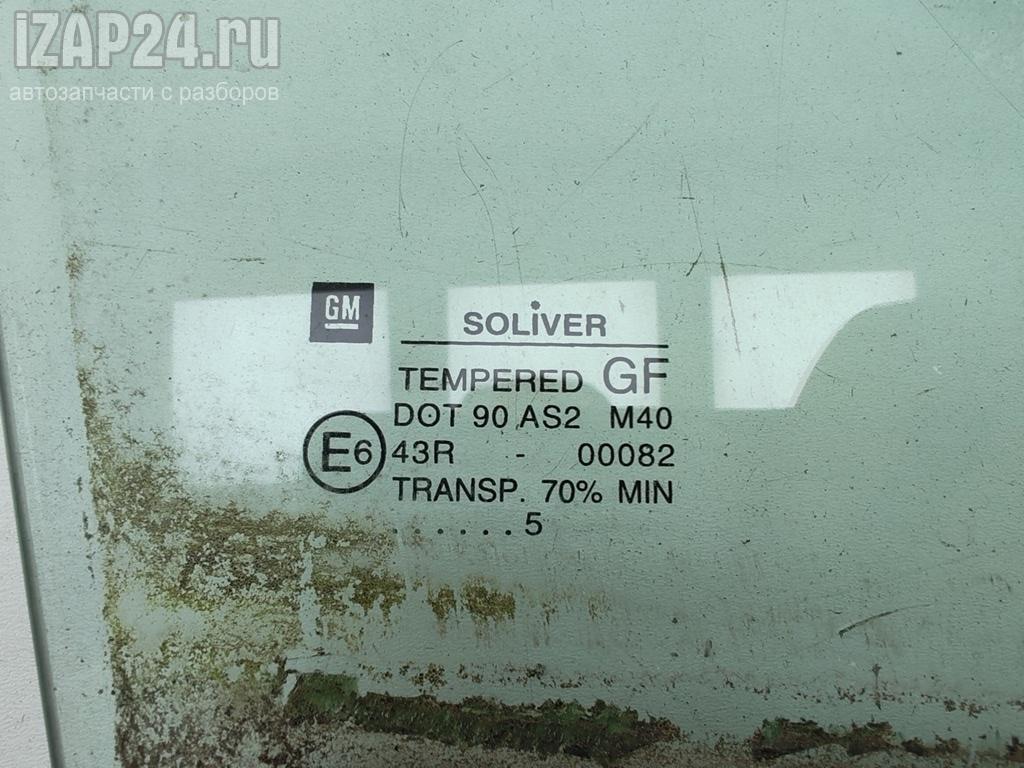 iZAP24.ru
автозапчасти с разборов
GM
SOLIVER
TEMPERED GF
DOT 90 AS2 M40
E6 43R - 00082
TRANSP. 70% MIN
. . . . . . 5